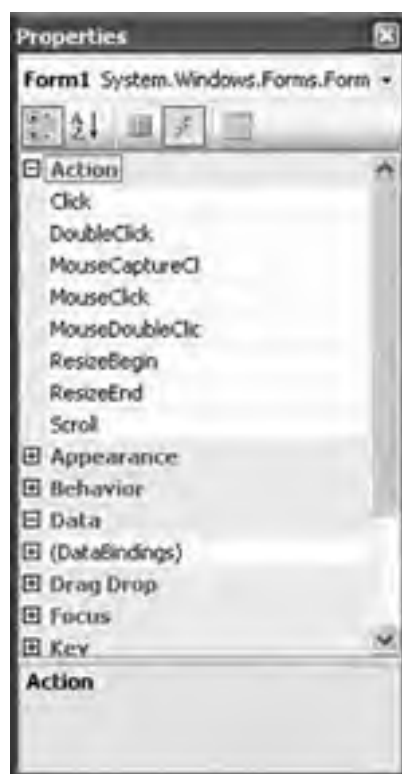 Properties
Form1 System.Windows.Forms.Form
Action
Click
DoubleClick
MouseCaptureCl
MouseClick
MouseDoubleClic
ResizeBegin
ResizeEnd
Scroll
Appearance
Behavior
Data
(DataBindings)
Drag Drop
Focus
Key
Action